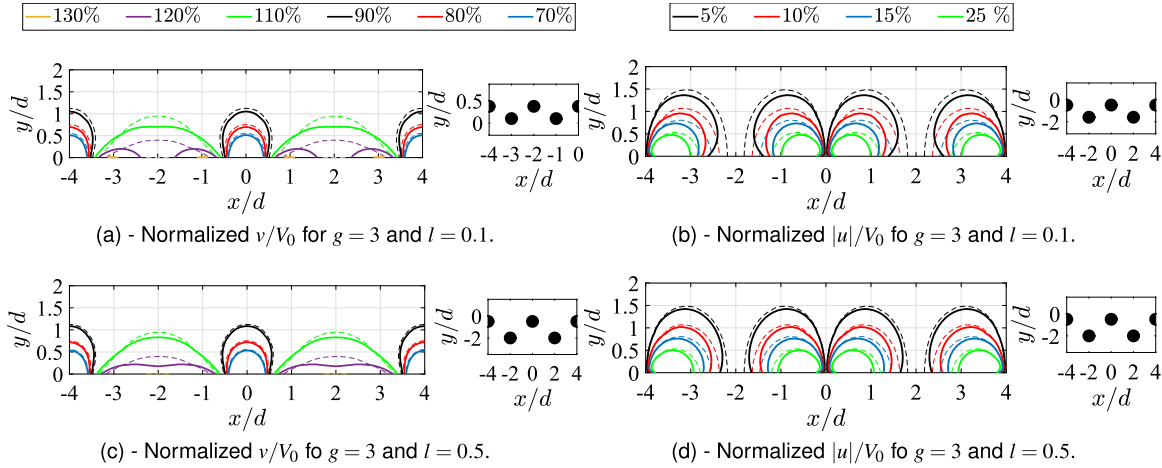 130% 120% 110% 90% 80% 70%
5% 10% 15% 25 %
2
1.5
1
0.5
0
y/d
-4 -3 -2 -1 0 1 2 3 4
x/d
y/d
0.5
0
-4 -3 -2 -1 0
x/d
(a) - Normalized v/V₀ for g = 3 and l = 0.1.
2
1.5
1
0.5
0
y/d
-4 -3 -2 -1 0 1 2 3 4
x/d
y/d
0
-2
-4 -2 0 2 4
x/d
(b) - Normalized |u|/V₀ fo g = 3 and l = 0.1.
2
1.5
1
0.5
0
y/d
-4 -3 -2 -1 0 1 2 3 4
x/d
y/d
0
-2
-4 -2 0 2 4
x/d
(c) - Normalized v/V₀ fo g = 3 and l = 0.5.
2
1.5
1
0.5
0
y/d
-4 -3 -2 -1 0 1 2 3 4
x/d
y/d
0
-2
-4 -2 0 2 4
x/d
(d) - Normalized |u|/V₀ fo g = 3 and l = 0.5.